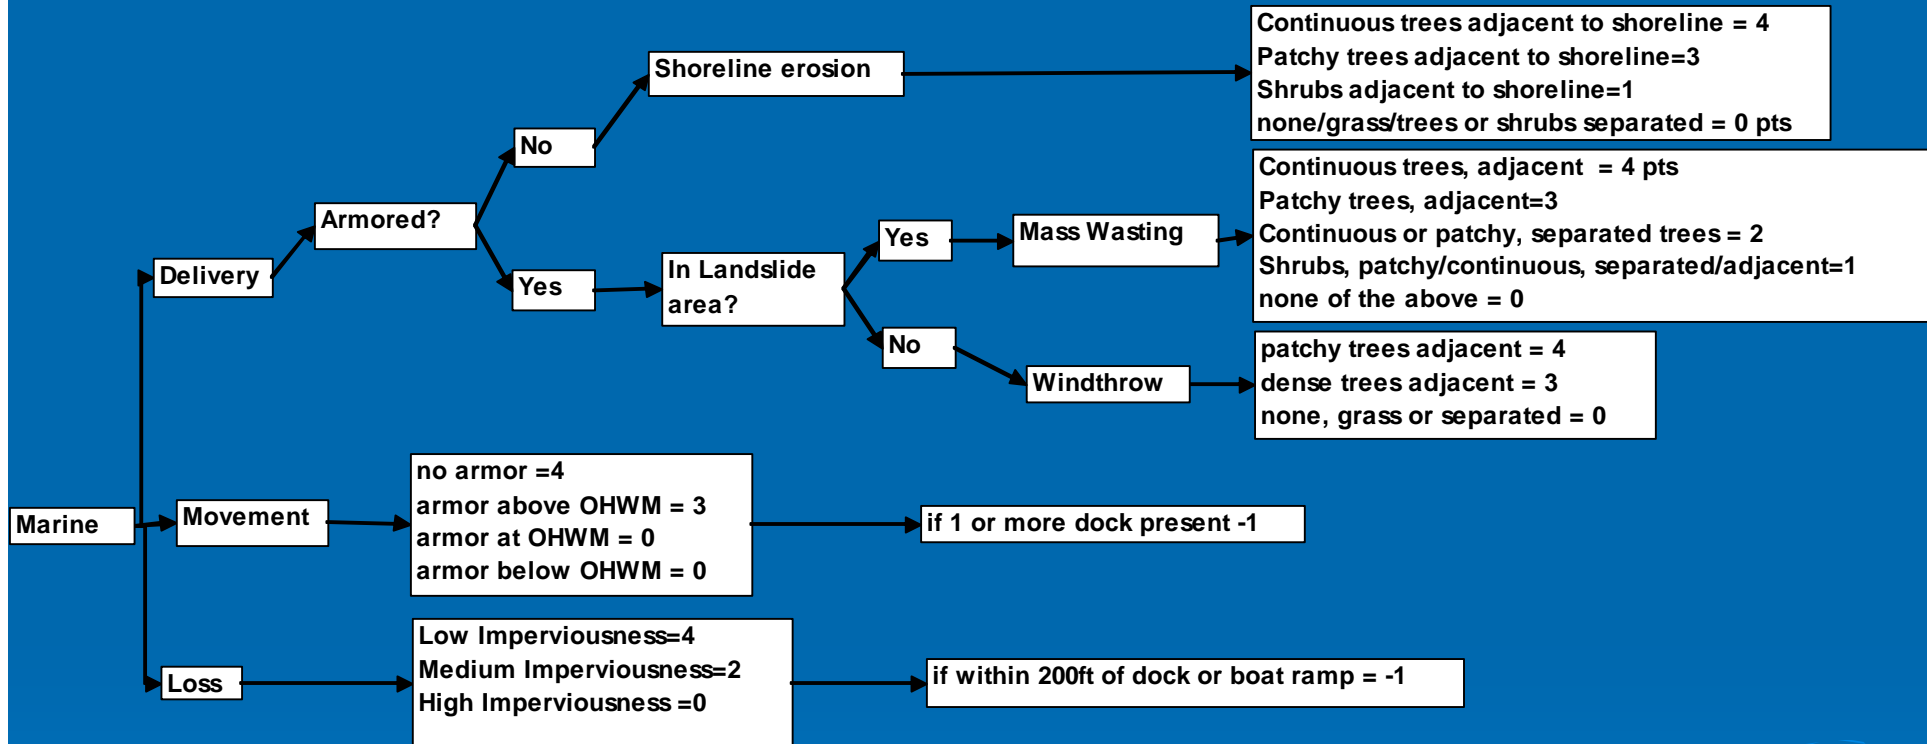 Continuous trees adjacent to shoreline = 4
Patchy trees adjacent to shoreline=3
Shrubs adjacent to shoreline=1
none/grass/trees or shrubs separated = 0 pts
Shoreline erosion
No
Continuous trees, adjacent = 4 pts
Patchy trees, adjacent=3
Continuous or patchy, separated trees = 2
Shrubs, patchy/continuous, separated/adjacent=1
none of the above = 0
Armored?
Yes
Mass Wasting
Delivery
Yes
In Landslide
area?
No
Windthrow
patchy trees adjacent = 4
dense trees adjacent = 3
none, grass or separated = 0
Marine
Movement
no armor =4
armor above OHWM = 3
armor at OHWM = 0
armor below OHWM = 0
if 1 or more dock present -1
Loss
Low Imperviousness=4
Medium Imperviousness=2
High Imperviousness =0
if within 200ft of dock or boat ramp = -1